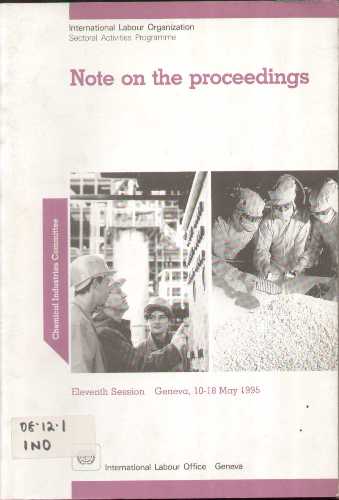 International Labour Organization
Sectoral Activities Programme
Note on the proceedings
Chemical Industries Committee
Eleventh Session Geneva, 10-18 May 1995
DE·12·1
IND
International Labour Office Geneva